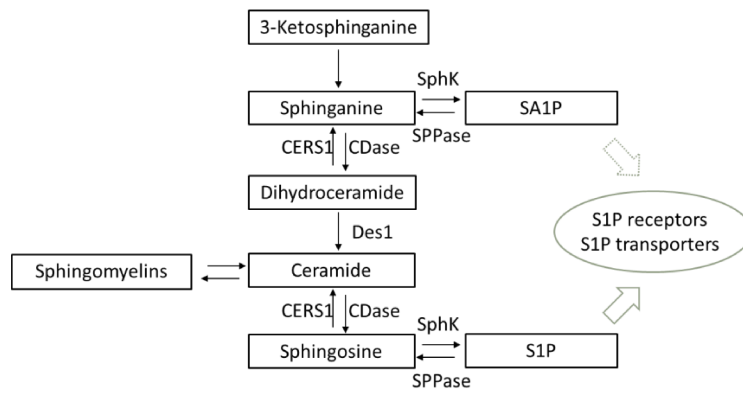 3-Ketosphinganine
SphK
Sphinganine
SA1P
SPPase
CERS1
CDase
Dihydroceramide
S1P receptors
S1P transporters
Des1
Sphingomyelins
Ceramide
CERS1
CDase
SphK
Sphingosine
S1P
SPPase